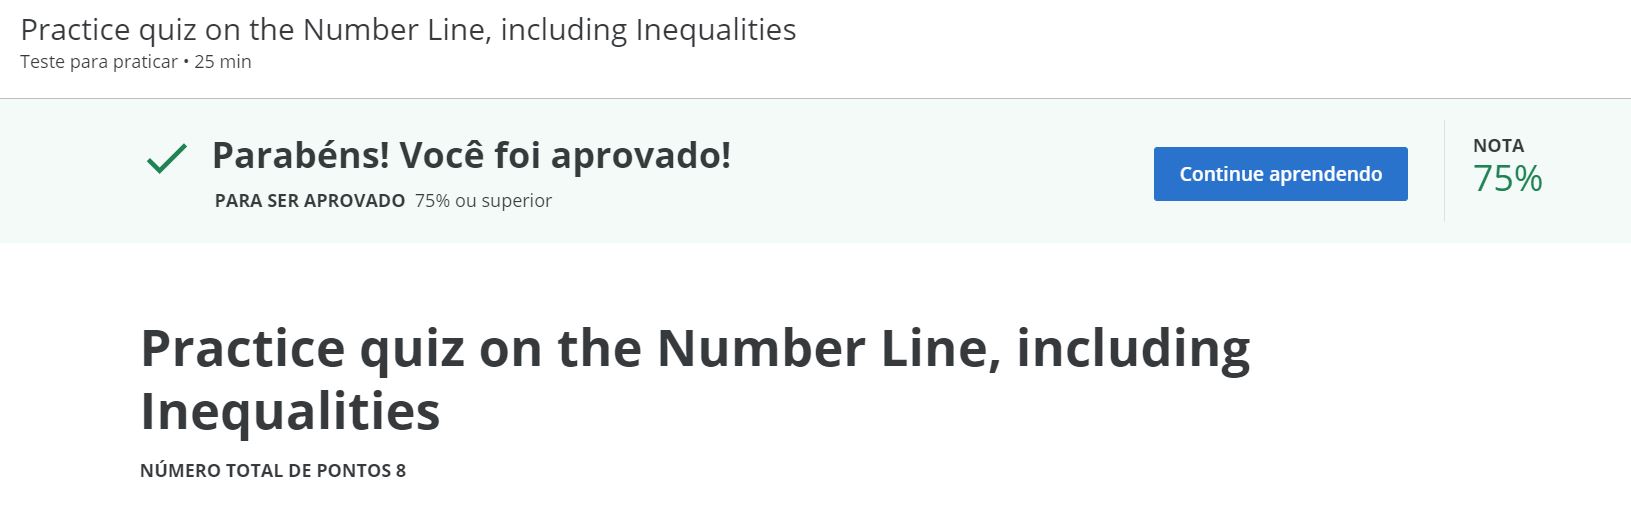 Practice quiz on the Number Line, including Inequalities
Teste para praticar • 25 min
Parabéns! Você foi aprovado!
PARA SER APROVADO 75% ou superior
Continue aprendendo
NOTA
75%
Practice quiz on the Number Line, including
Inequalities
NÚMERO TOTAL DE PONTOS 8